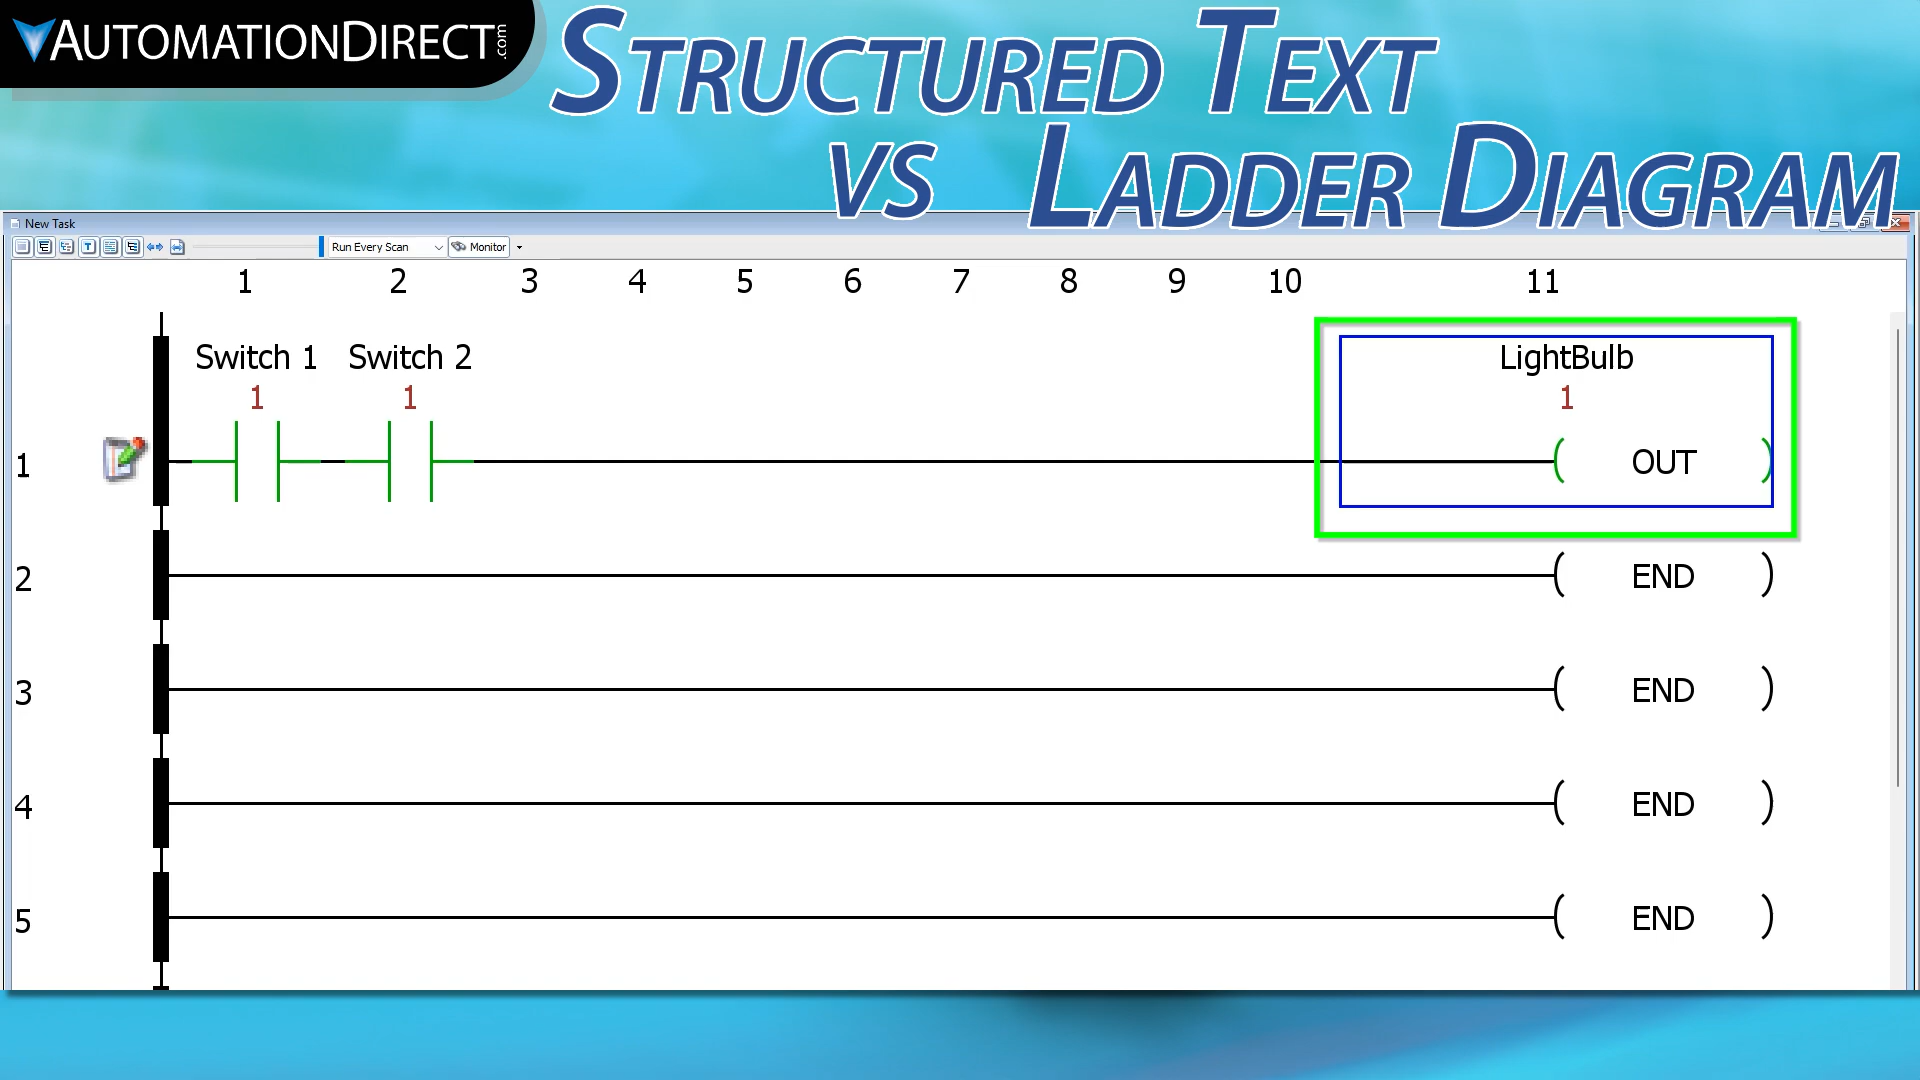 AUTOMATIONDIRECT.com
STRUCTURED TEXT
VS LADDER DIAGRAM
New Task
T Run Every Scan Monitor
1 2 3 4 5 6 7 8 9 10 11
Switch 1 Switch 2 LightBulb
1 1 1
1 ( OUT )
2 ( END )
3 ( END )
4 ( END )
5 ( END )